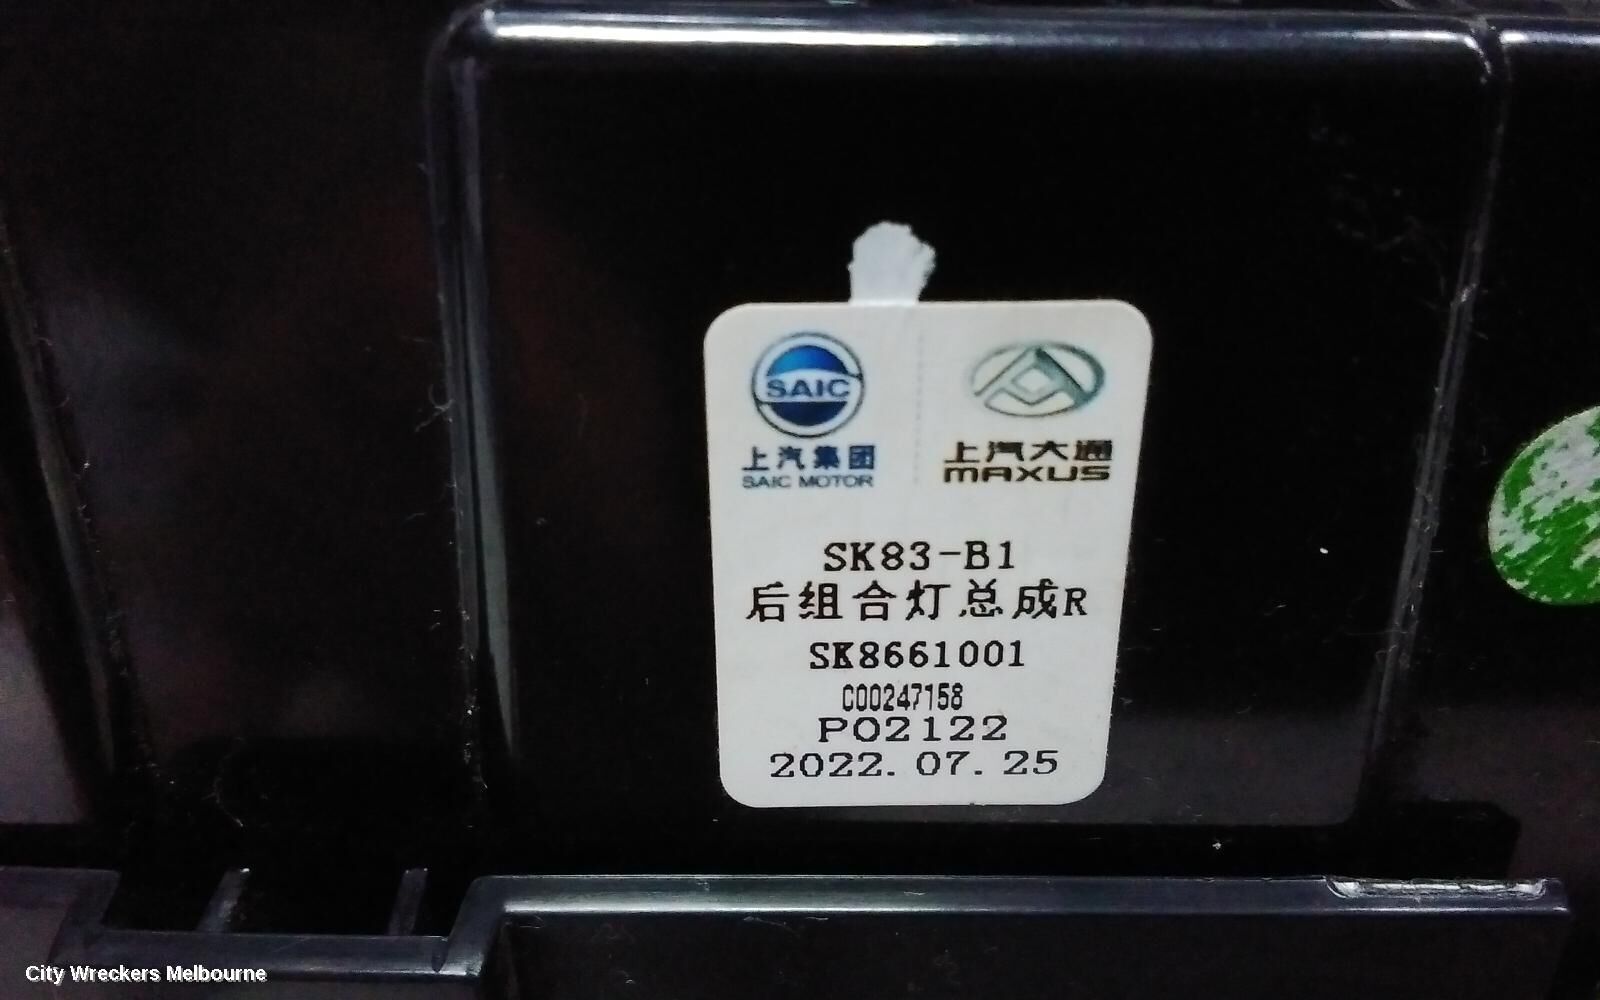 SAIC
上汽集团
SAIC MOTOR
上汽大通
MAXUS
SK83-B1
后组合灯总成R
SK8661001
C00247158
P02122
2022.07.25
City Wreckers Melbourne